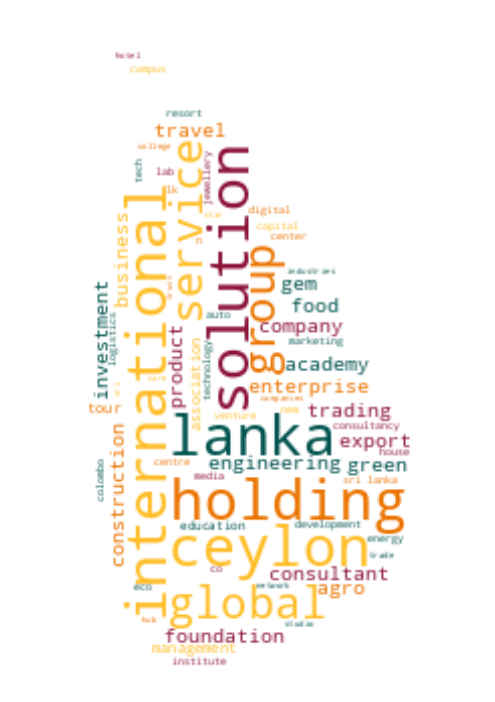 hotel
campus
resort
travel
college
tech
lab
jewellery
lk
service
solution
international
business
digital
capital
center
group
industries
gem
food
auto
investment
logistics
company
marketing
product
association
technology
academy
enterprise
companies
tour
venture
new
trading
consultancy
lanka
export
house
construction
centre
engineering
green
colombo
media
sri lanka
holding
education
development
energy
ceylon
trade
co
consultant
eco
network
agro
global
hub
studio
foundation
management
institute